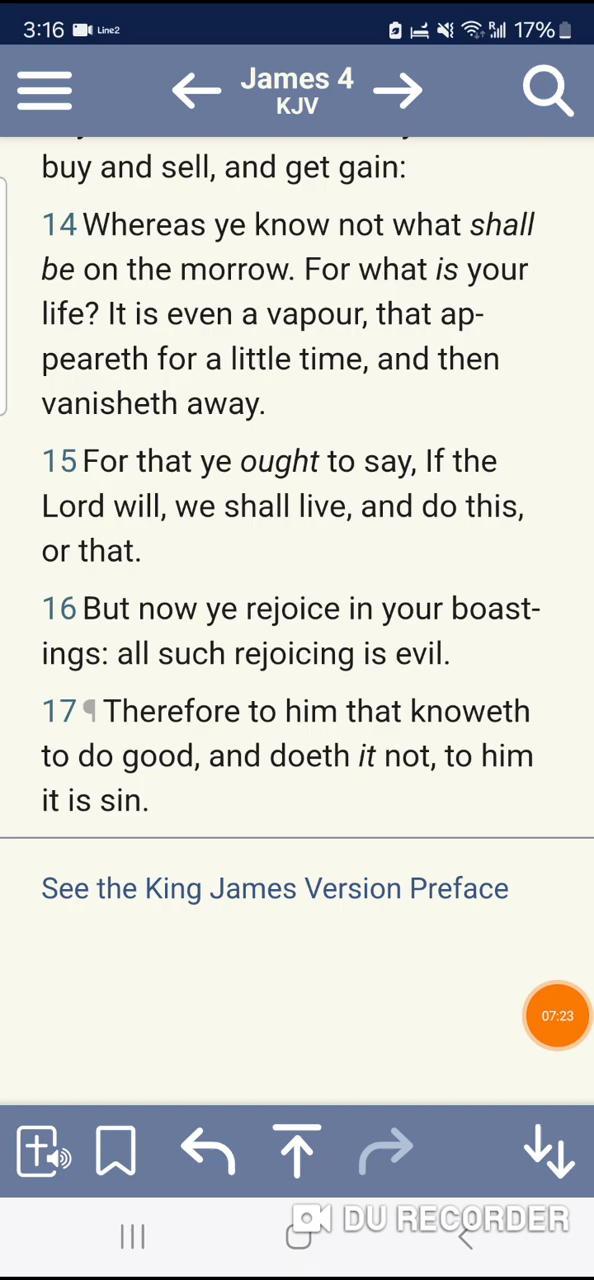 3:16 Line2 17%
James 4
KJV
buy and sell, and get gain:
14 Whereas ye know not what shall
be on the morrow. For what is your
life? It is even a vapour, that ap-
peareth for a little time, and then
vanisheth away.
15 For that ye ought to say, If the
Lord will, we shall live, and do this,
or that.
16 But now ye rejoice in your boast-
ings: all such rejoicing is evil.
17 ¶ Therefore to him that knoweth
to do good, and doeth it not, to him
it is sin.
See the King James Version Preface
07:23
DU RECORDER